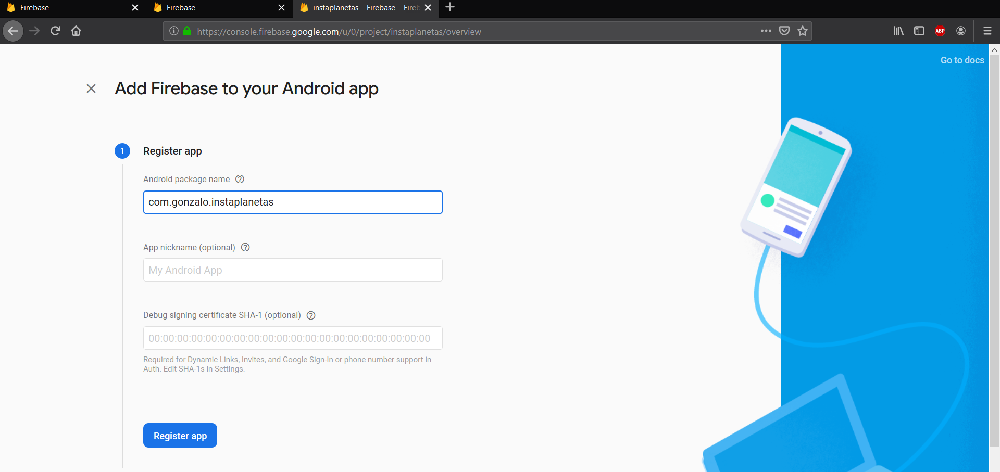 Firebase
Firebase
instaplanetas – Firebase – Fireb
https://console.firebase.google.com/u/0/project/instaplanetas/overview
ABP
Go to docs
Add Firebase to your Android app
1
Register app
Android package name
com.gonzalo.instaplanetas
App nickname (optional)
My Android App
Debug signing certificate SHA-1 (optional)
00:00:00:00:00:00:00:00:00:00:00:00:00:00:00:00:00:00:00:00
Required for Dynamic Links, Invites, and Google Sign-In or phone number support in
Auth. Edit SHA-1s in Settings.
Register app